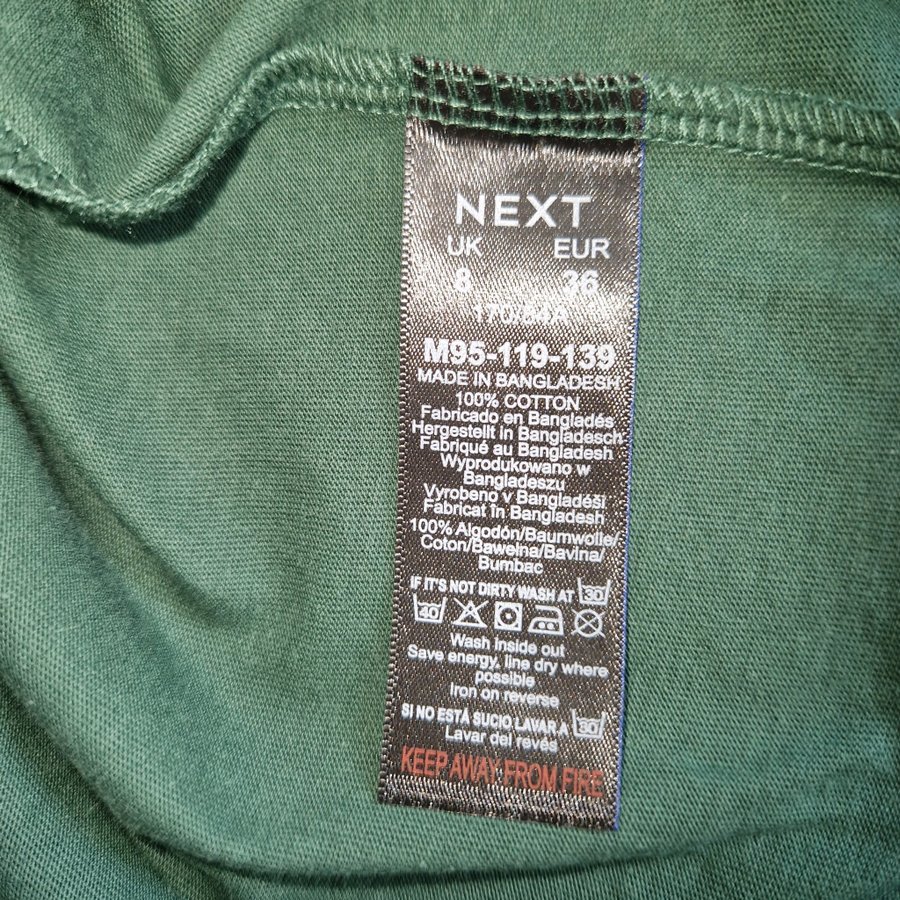 NEXT
UK EUR
8 36
170/84A
M95-119-139
MADE IN BANGLADESH
100% COTTON
Fabricado en Bangladés
Hergestellt in Bangladesch
Fabriqué au Bangladesh
Wyprodukowano w
Bangladeszu
Vyrobeno v Bangladéši
Fabricat în Bangladesh
100% Algodón/Baumwolle/
Coton/Bawełna/Bavlna/
Bumbac
IF IT'S NOT DIRTY WASH AT 30
40
Wash inside out
Save energy, line dry where
possible
Iron on reverse
SI NO ESTÁ SUCIO LAVAR A 30
Lavar del revés
KEEP AWAY FROM FIRE